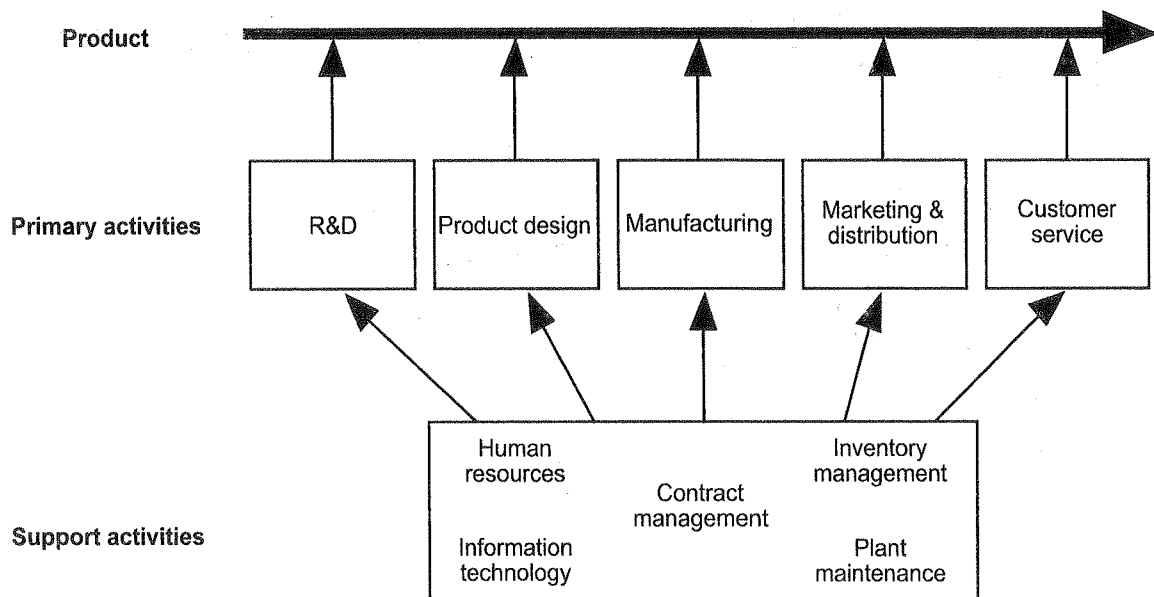 Product
Primary activities
R&D
Product design
Manufacturing
Marketing &
distribution
Customer
service
Support activities
Human
resources
Contract
management
Inventory
management
Information
technology
Plant
maintenance